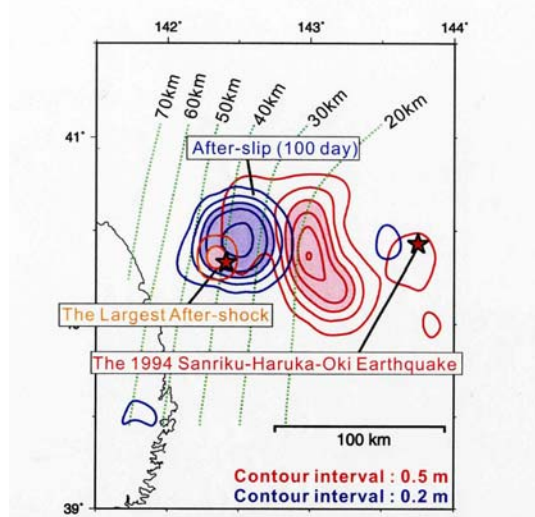 142° 143° 144°
70km 60km 50km 40km 30km 20km
41°
After-slip (100 day)
The Largest After-shock
The 1994 Sanriku-Haruka-Oki Earthquake
100 km
Contour interval : 0.5 m
Contour interval : 0.2 m
39°